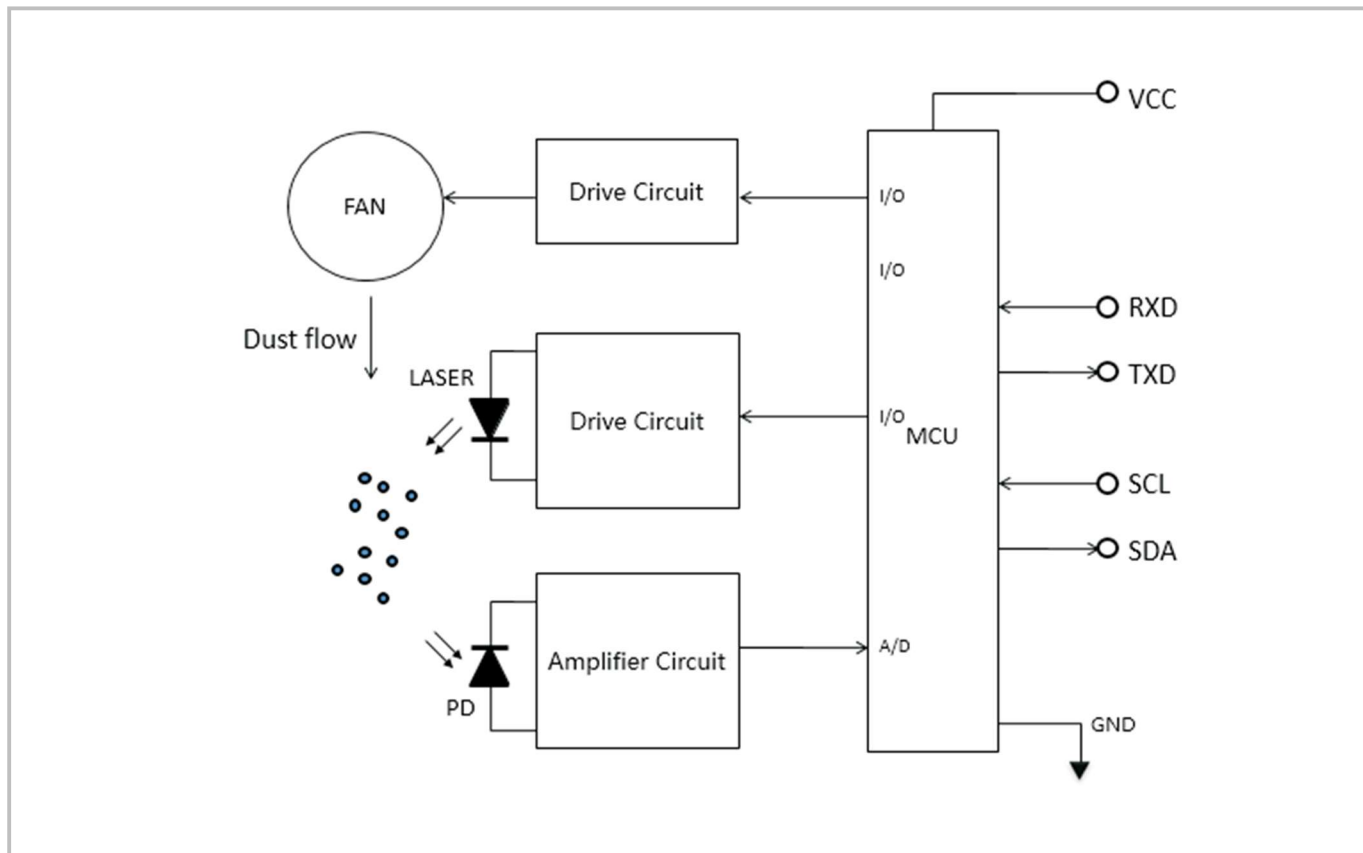 VCC
Drive Circuit
I/O
FAN
I/O
RXD
Dust flow
TXD
LASER
Drive Circuit
I/O
MCU
SCL
SDA
Amplifier Circuit
A/D
PD
GND